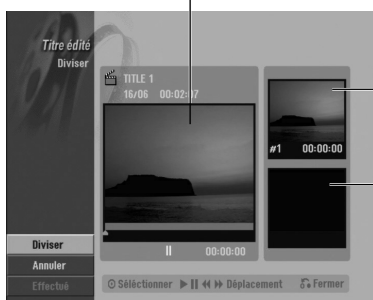 Titre édité
Diviser
TITLE 1
16/06 00:02:07
#1 00:00:00
00:00:00
Diviser
Annuler
Effectué
Sélectionner Déplacement Fermer